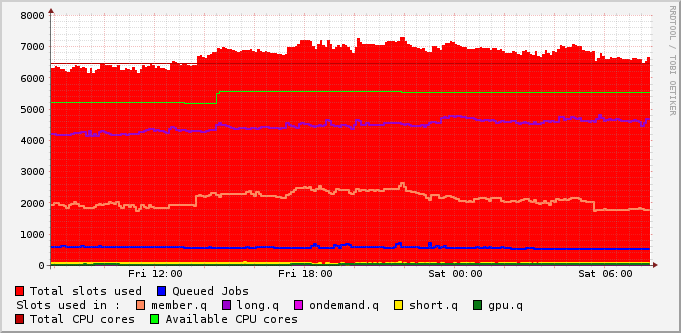 RRDTOOL / TOBI OETIKER
8000
7000
6000
5000
4000
3000
2000
1000
0
Fri 12:00 Fri 18:00 Sat 00:00 Sat 06:00
Total slots used Queued Jobs
Slots used in : member.q long.q ondemand.q short.q gpu.q
Total CPU cores Available CPU cores